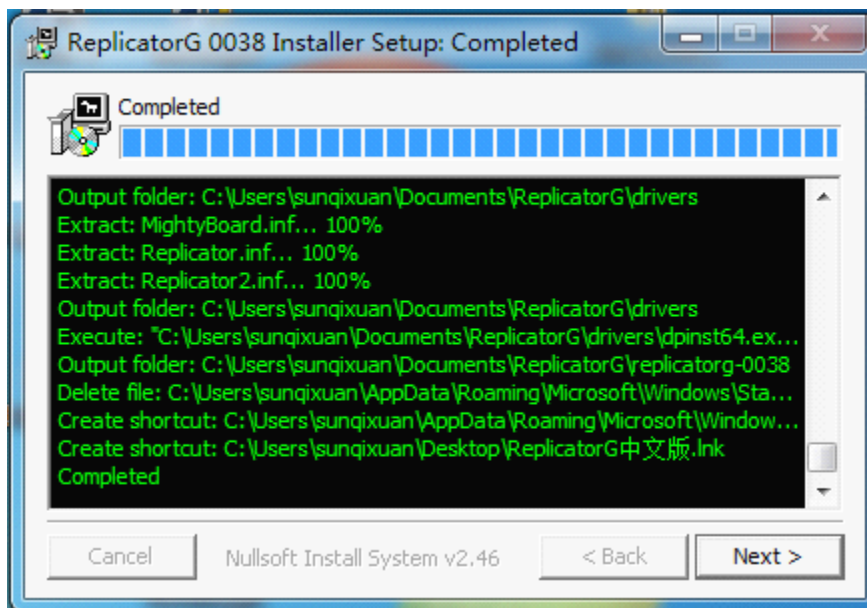 ReplicatorG 0038 Installer Setup: Completed
Completed
Output folder: C:\Users\sunqixuan\Documents\ReplicatorG\drivers
Extract: MightyBoard.inf... 100%
Extract: Replicator.inf... 100%
Extract: Replicator2.inf... 100%
Output folder: C:\Users\sunqixuan\Documents\ReplicatorG\drivers
Execute: "C:\Users\sunqixuan\Documents\ReplicatorG\drivers\dpinst64.ex...
Output folder: C:\Users\sunqixuan\Documents\ReplicatorG\replicatorg-0038
Delete file: C:\Users\sunqixuan\AppData\Roaming\Microsoft\Windows\Sta...
Create shortcut: C:\Users\sunqixuan\AppData\Roaming\Microsoft\Window...
Create shortcut: C:\Users\sunqixuan\Desktop\ReplicatorG中文版.lnk
Completed
Cancel Nullsoft Install System v2.46 < Back Next >